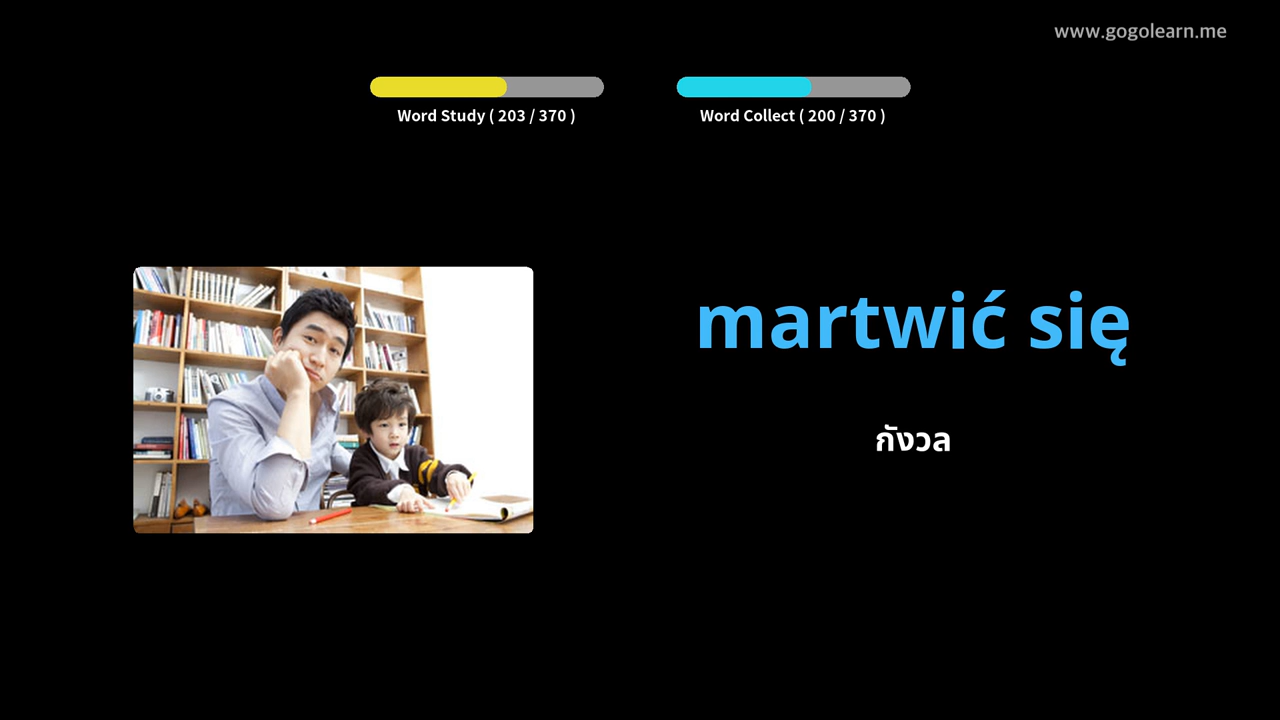 www.gogolearn.me
Word Study ( 203 / 370 )
Word Collect ( 200 / 370 )
martwić się
กังวล